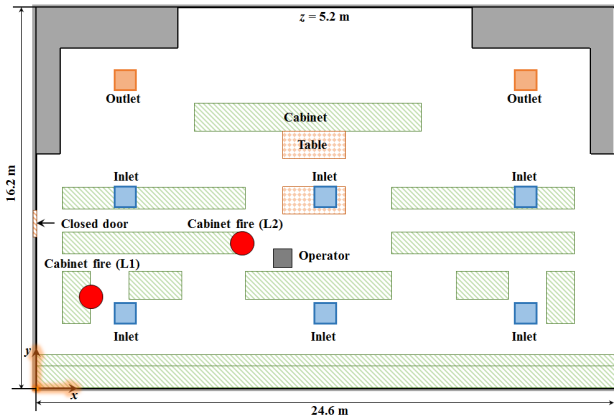 z = 5.2 m
Outlet
Outlet
Cabinet
Table
16.2 m
Inlet
Inlet
Inlet
Closed door
Cabinet fire (L2)
Operator
Cabinet fire (L1)
Inlet
Inlet
Inlet
y
x
24.6 m